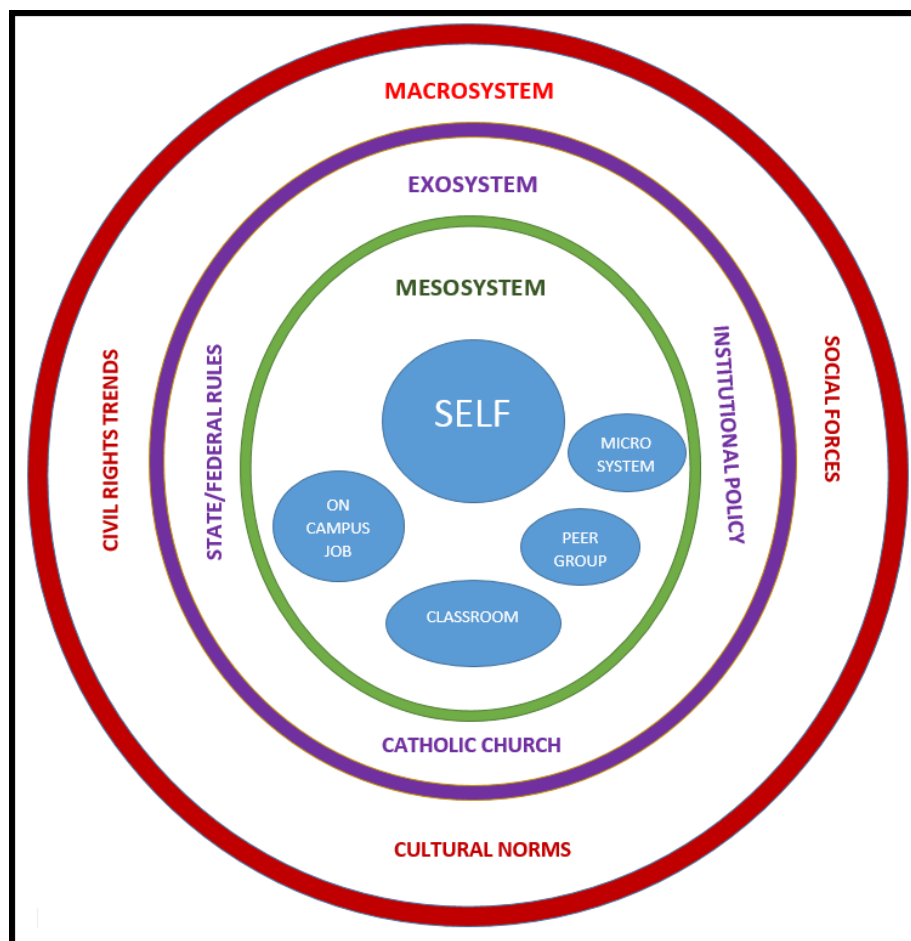 MACROSYSTEM
EXOSYSTEM
MESOSYSTEM
CIVIL RIGHTS TRENDS
STATE/FEDERAL RULES
SELF
MICRO
SYSTEM
ON
CAMPUS
JOB
PEER
GROUP
CLASSROOM
INSTITUTIONAL POLICY
SOCIAL FORCES
CATHOLIC CHURCH
CULTURAL NORMS